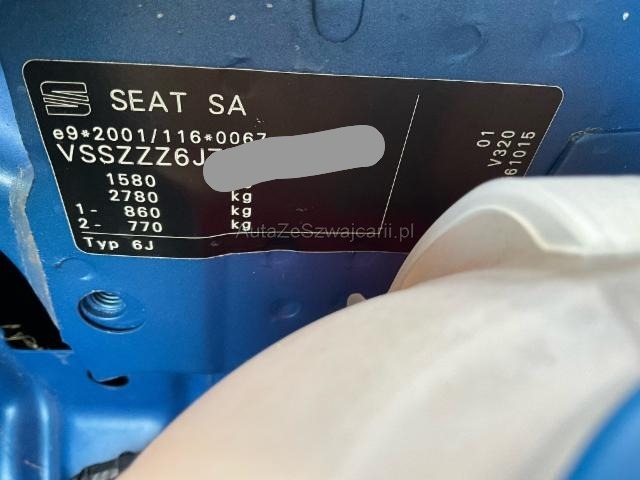 SEAT SA
e9*2001/116*0067
VSSZZZ6J
1580 kg
2780 kg
1- 860 kg
2- 770 kg
Typ 6J
01
V320
61015
AutaZeSzwajcarii.pl